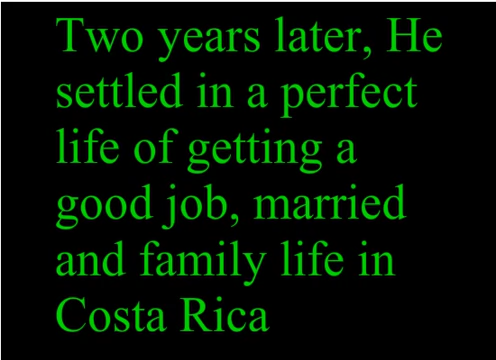 Two years later, He
settled in a perfect
life of getting a
good job, married
and family life in
Costa Rica